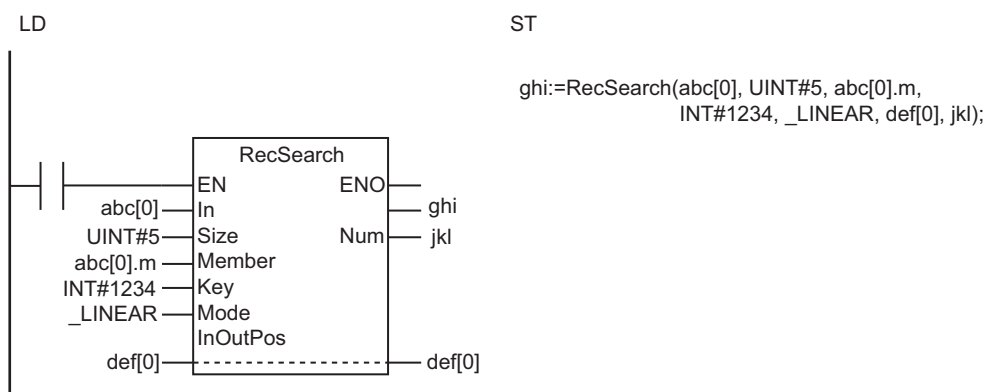 LD
ST
ghi:=RecSearch(abc[0], UINT#5, abc[0].m,
INT#1234, _LINEAR, def[0], jkl);
RecSearch
EN ENO
abc[0] In ghi
UINT#5 Size Num jkl
abc[0].m Member
INT#1234 Key
_LINEAR Mode
InOutPos
def[0] def[0]